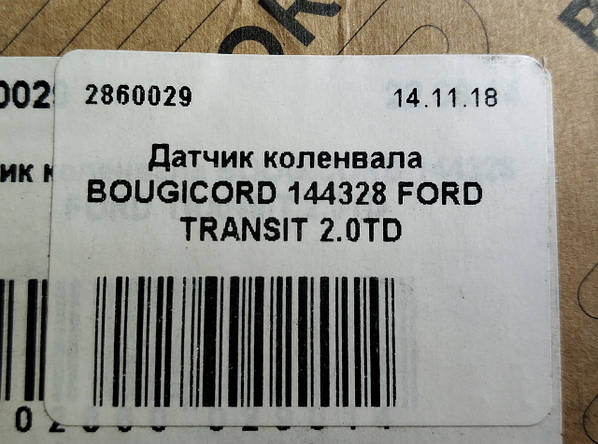 2860029 14.11.18
Датчик коленвала
BOUGICORD 144328 FORD
TRANSIT 2.0TD